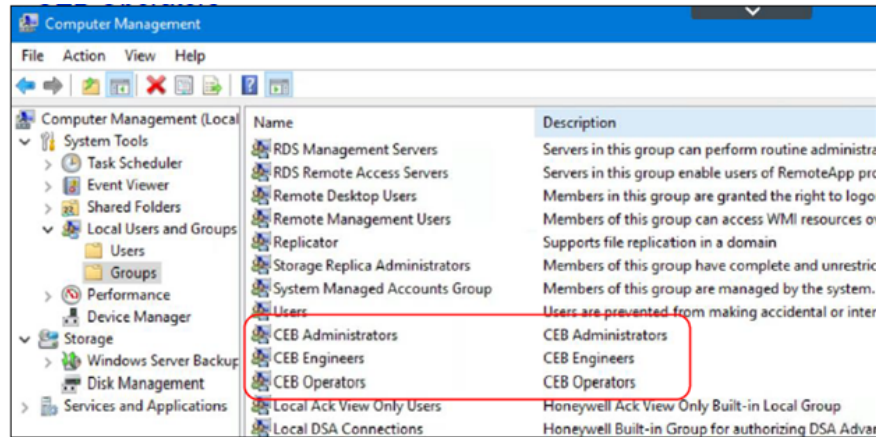 Computer Management
File Action View Help
Computer Management (Local
System Tools
Task Scheduler
Event Viewer
Shared Folders
Local Users and Groups
Users
Groups
Performance
Device Manager
Storage
Windows Server Backup
Disk Management
Services and Applications
Name Description
RDS Management Servers Servers in this group can perform routine administra
RDS Remote Access Servers Servers in this group enable users of RemoteApp pro
Remote Desktop Users Members in this group are granted the right to logo
Remote Management Users Members of this group can access WMI resources ov
Replicator Supports file replication in a domain
Storage Replica Administrators Members of this group have complete and unrestric
System Managed Accounts Group Members of this group are managed by the system.
Users Users are prevented from making accidental or inter
CEB Administrators CEB Administrators
CEB Engineers CEB Engineers
CEB Operators CEB Operators
Local Ack View Only Users Honeywell Ack View Only Built-in Local Group
Local DSA Connections Honeywell Built-in Group for authorizing DSA Advar